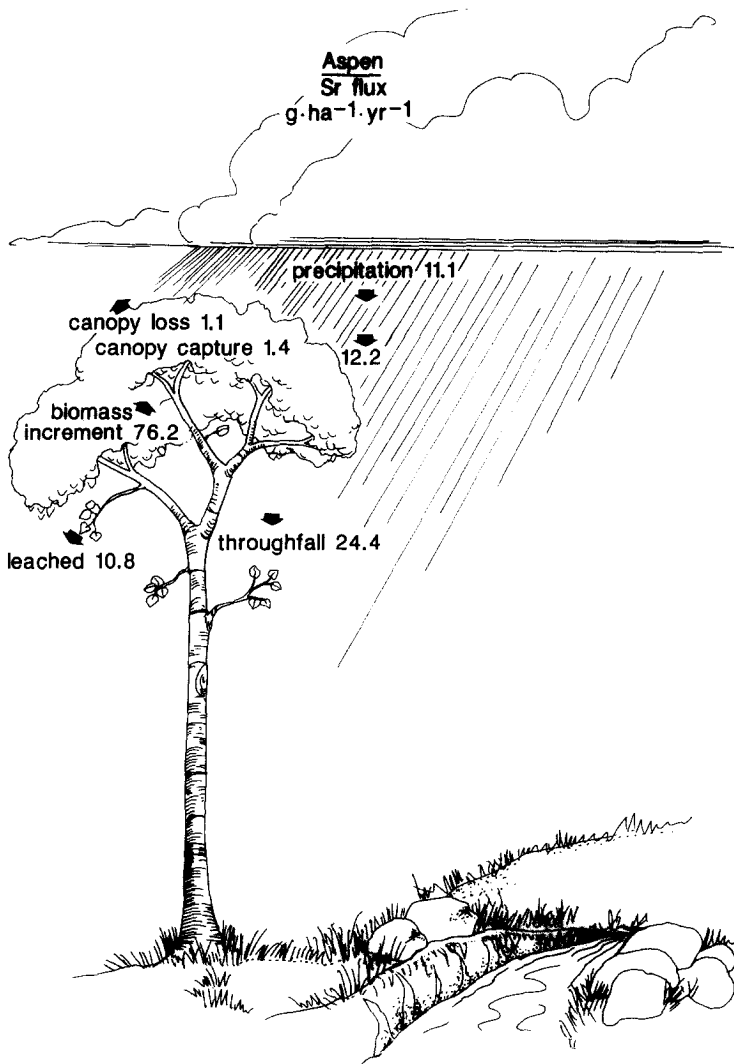 Aspen
Sr flux
g·ha⁻¹·yr⁻¹
precipitation 11.1
canopy loss 1.1
canopy capture 1.4
12.2
biomass
increment 76.2
leached 10.8
throughfall 24.4